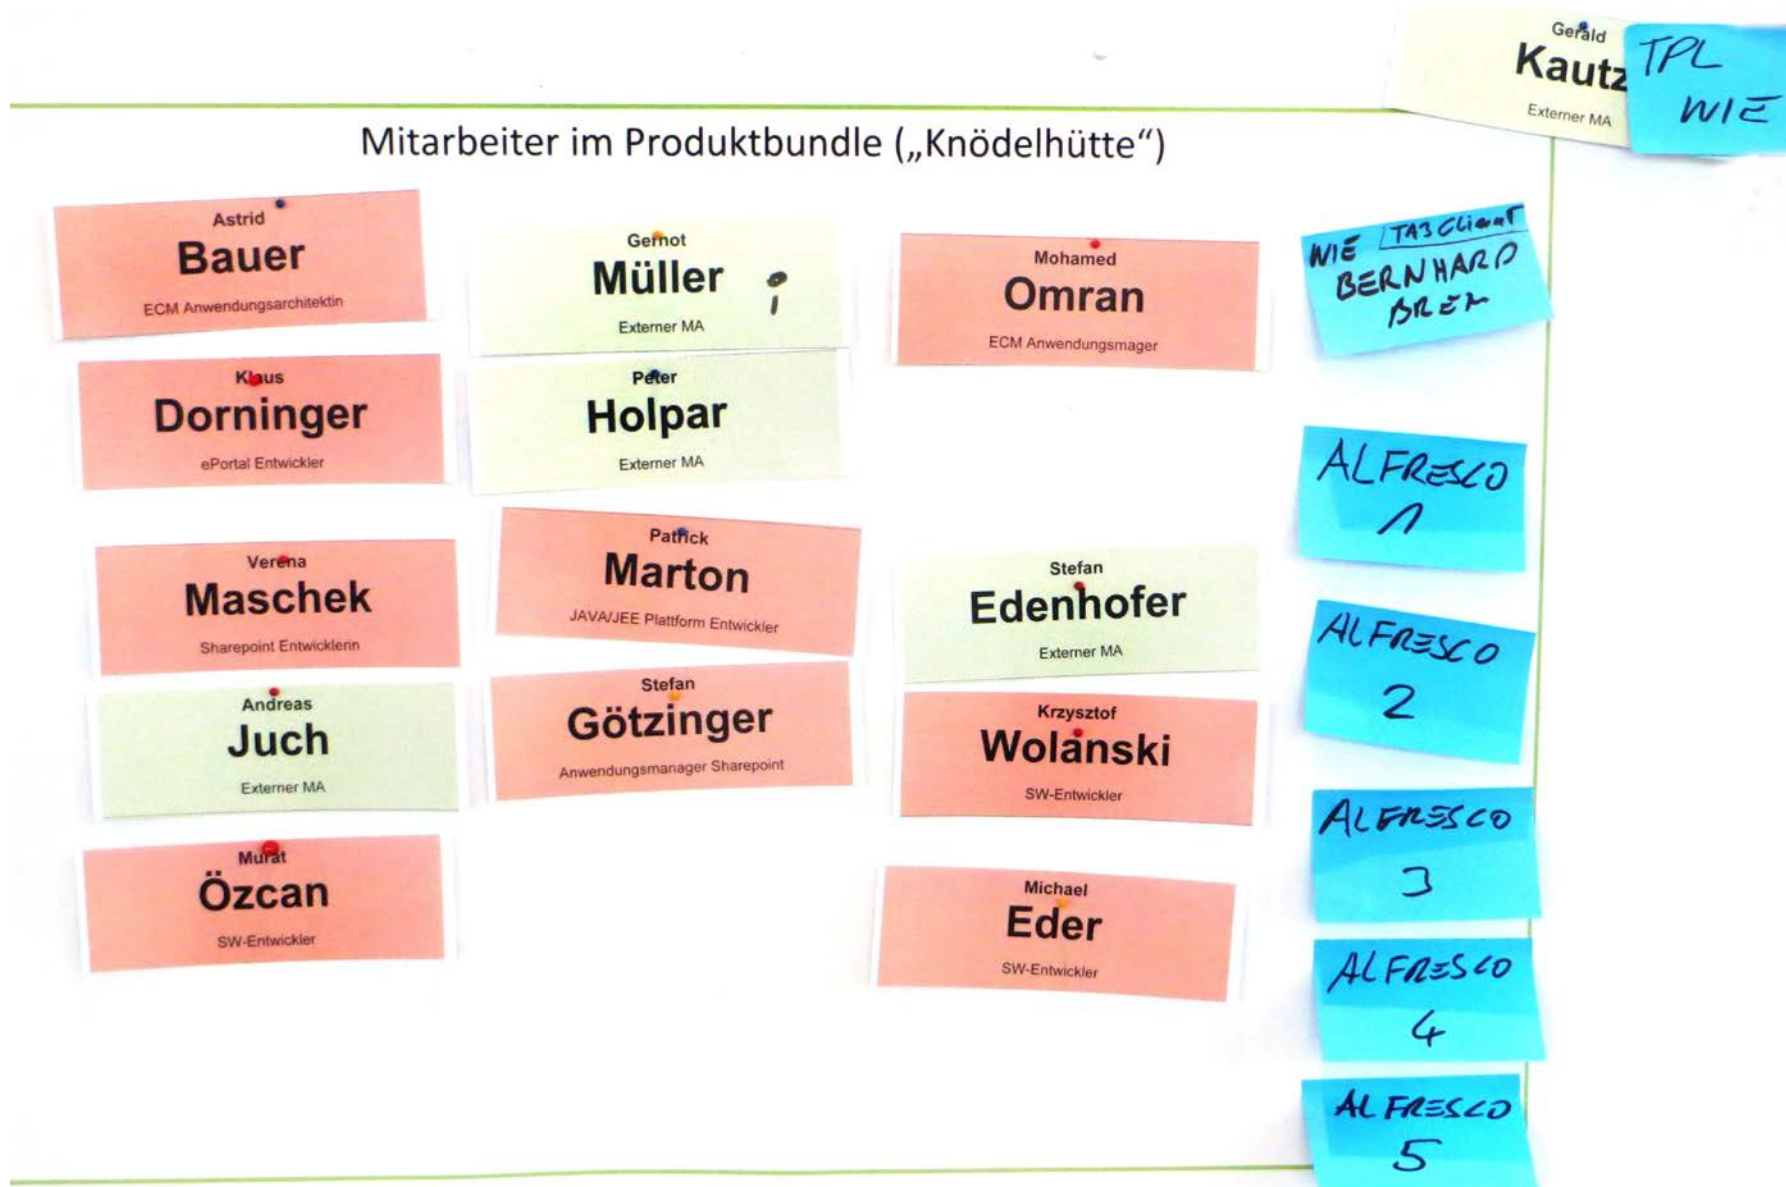 Gerald
Kautz
Externer MA
TPL
WIE
Mitarbeiter im Produktbundle („Knödelhütte“)
Astrid
Bauer
ECM Anwendungsarchitektin
Gernot
Müller
Externer MA
Mohamed
Omran
ECM Anwendungsmager
WIE
BERNHARD
Klaus
Dorninger
ePortal Entwickler
Peter
Holpar
Externer MA
ALFRESCO
1
Verena
Maschek
Sharepoint Entwicklerin
Patrick
Marton
JAVA/JEE Plattform Entwickler
Stefan
Edenhofer
Externer MA
ALFRESCO
2
Andreas
Juch
Externer MA
Stefan
Götzinger
Anwendungsmanager Sharepoint
Krzysztof
Wolanski
SW-Entwickler
ALFRESCO
3
Murat
Özcan
SW-Entwickler
Michael
Eder
SW-Entwickler
ALFRESCO
4
ALFRESCO
5